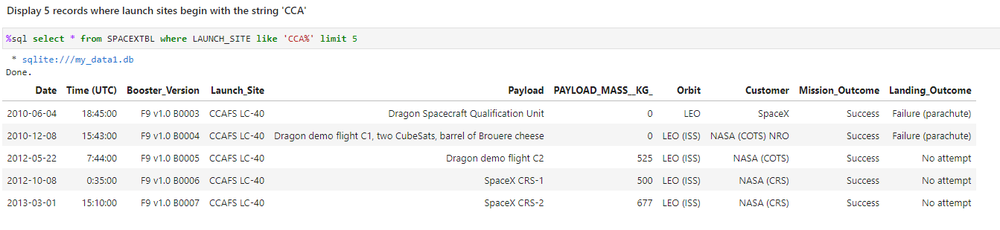 Display 5 records where launch sites begin with the string 'CCA'
%sql select * from SPACEXTBL where LAUNCH_SITE like 'CCA%' limit 5
* sqlite:///my_data1.db
Done.
Date Time (UTC) Booster_Version Launch_Site Payload PAYLOAD_MASS__KG_ Orbit Customer Mission_Outcome Landing_Outcome
2010-06-04 18:45:00 F9 v1.0 B0003 CCAFS LC-40 Dragon Spacecraft Qualification Unit 0 LEO SpaceX Success Failure (parachute)
2010-12-08 15:43:00 F9 v1.0 B0004 CCAFS LC-40 Dragon demo flight C1, two CubeSats, barrel of Brouere cheese 0 LEO (ISS) NASA (COTS) NRO Success Failure (parachute)
2012-05-22 7:44:00 F9 v1.0 B0005 CCAFS LC-40 Dragon demo flight C2 525 LEO (ISS) NASA (COTS) Success No attempt
2012-10-08 0:35:00 F9 v1.0 B0006 CCAFS LC-40 SpaceX CRS-1 500 LEO (ISS) NASA (CRS) Success No attempt
2013-03-01 15:10:00 F9 v1.0 B0007 CCAFS LC-40 SpaceX CRS-2 677 LEO (ISS) NASA (CRS) Success No attempt